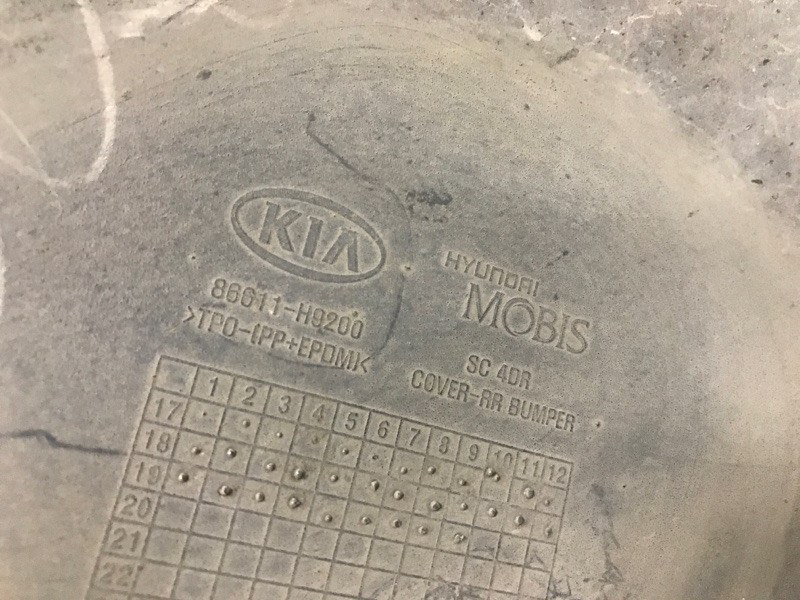 KIA
86611-H9200
>TPO-(PP+EPDM)<
HYUNDAI
MOBIS
SC 4DR
COVER-RR BUMPER
1 2 3 4 5 6 7 8 9 10 11 12
17
18
19
20
21
22